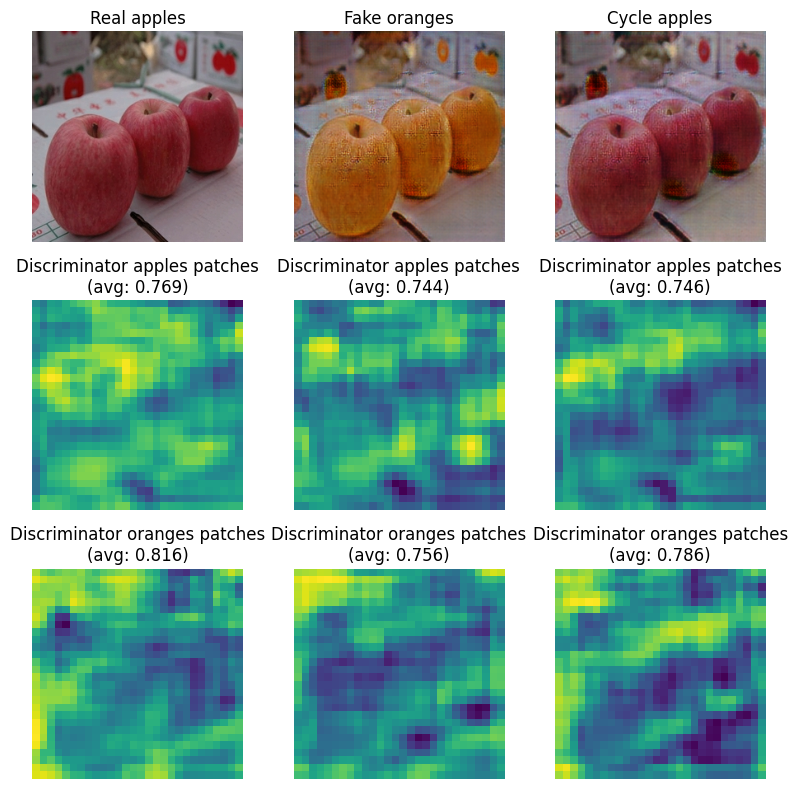 Real apples
Fake oranges
Cycle apples
Discriminator apples patches
(avg: 0.769)
Discriminator apples patches
(avg: 0.744)
Discriminator apples patches
(avg: 0.746)
Discriminator oranges patches
(avg: 0.816)
Discriminator oranges patches
(avg: 0.756)
Discriminator oranges patches
(avg: 0.786)